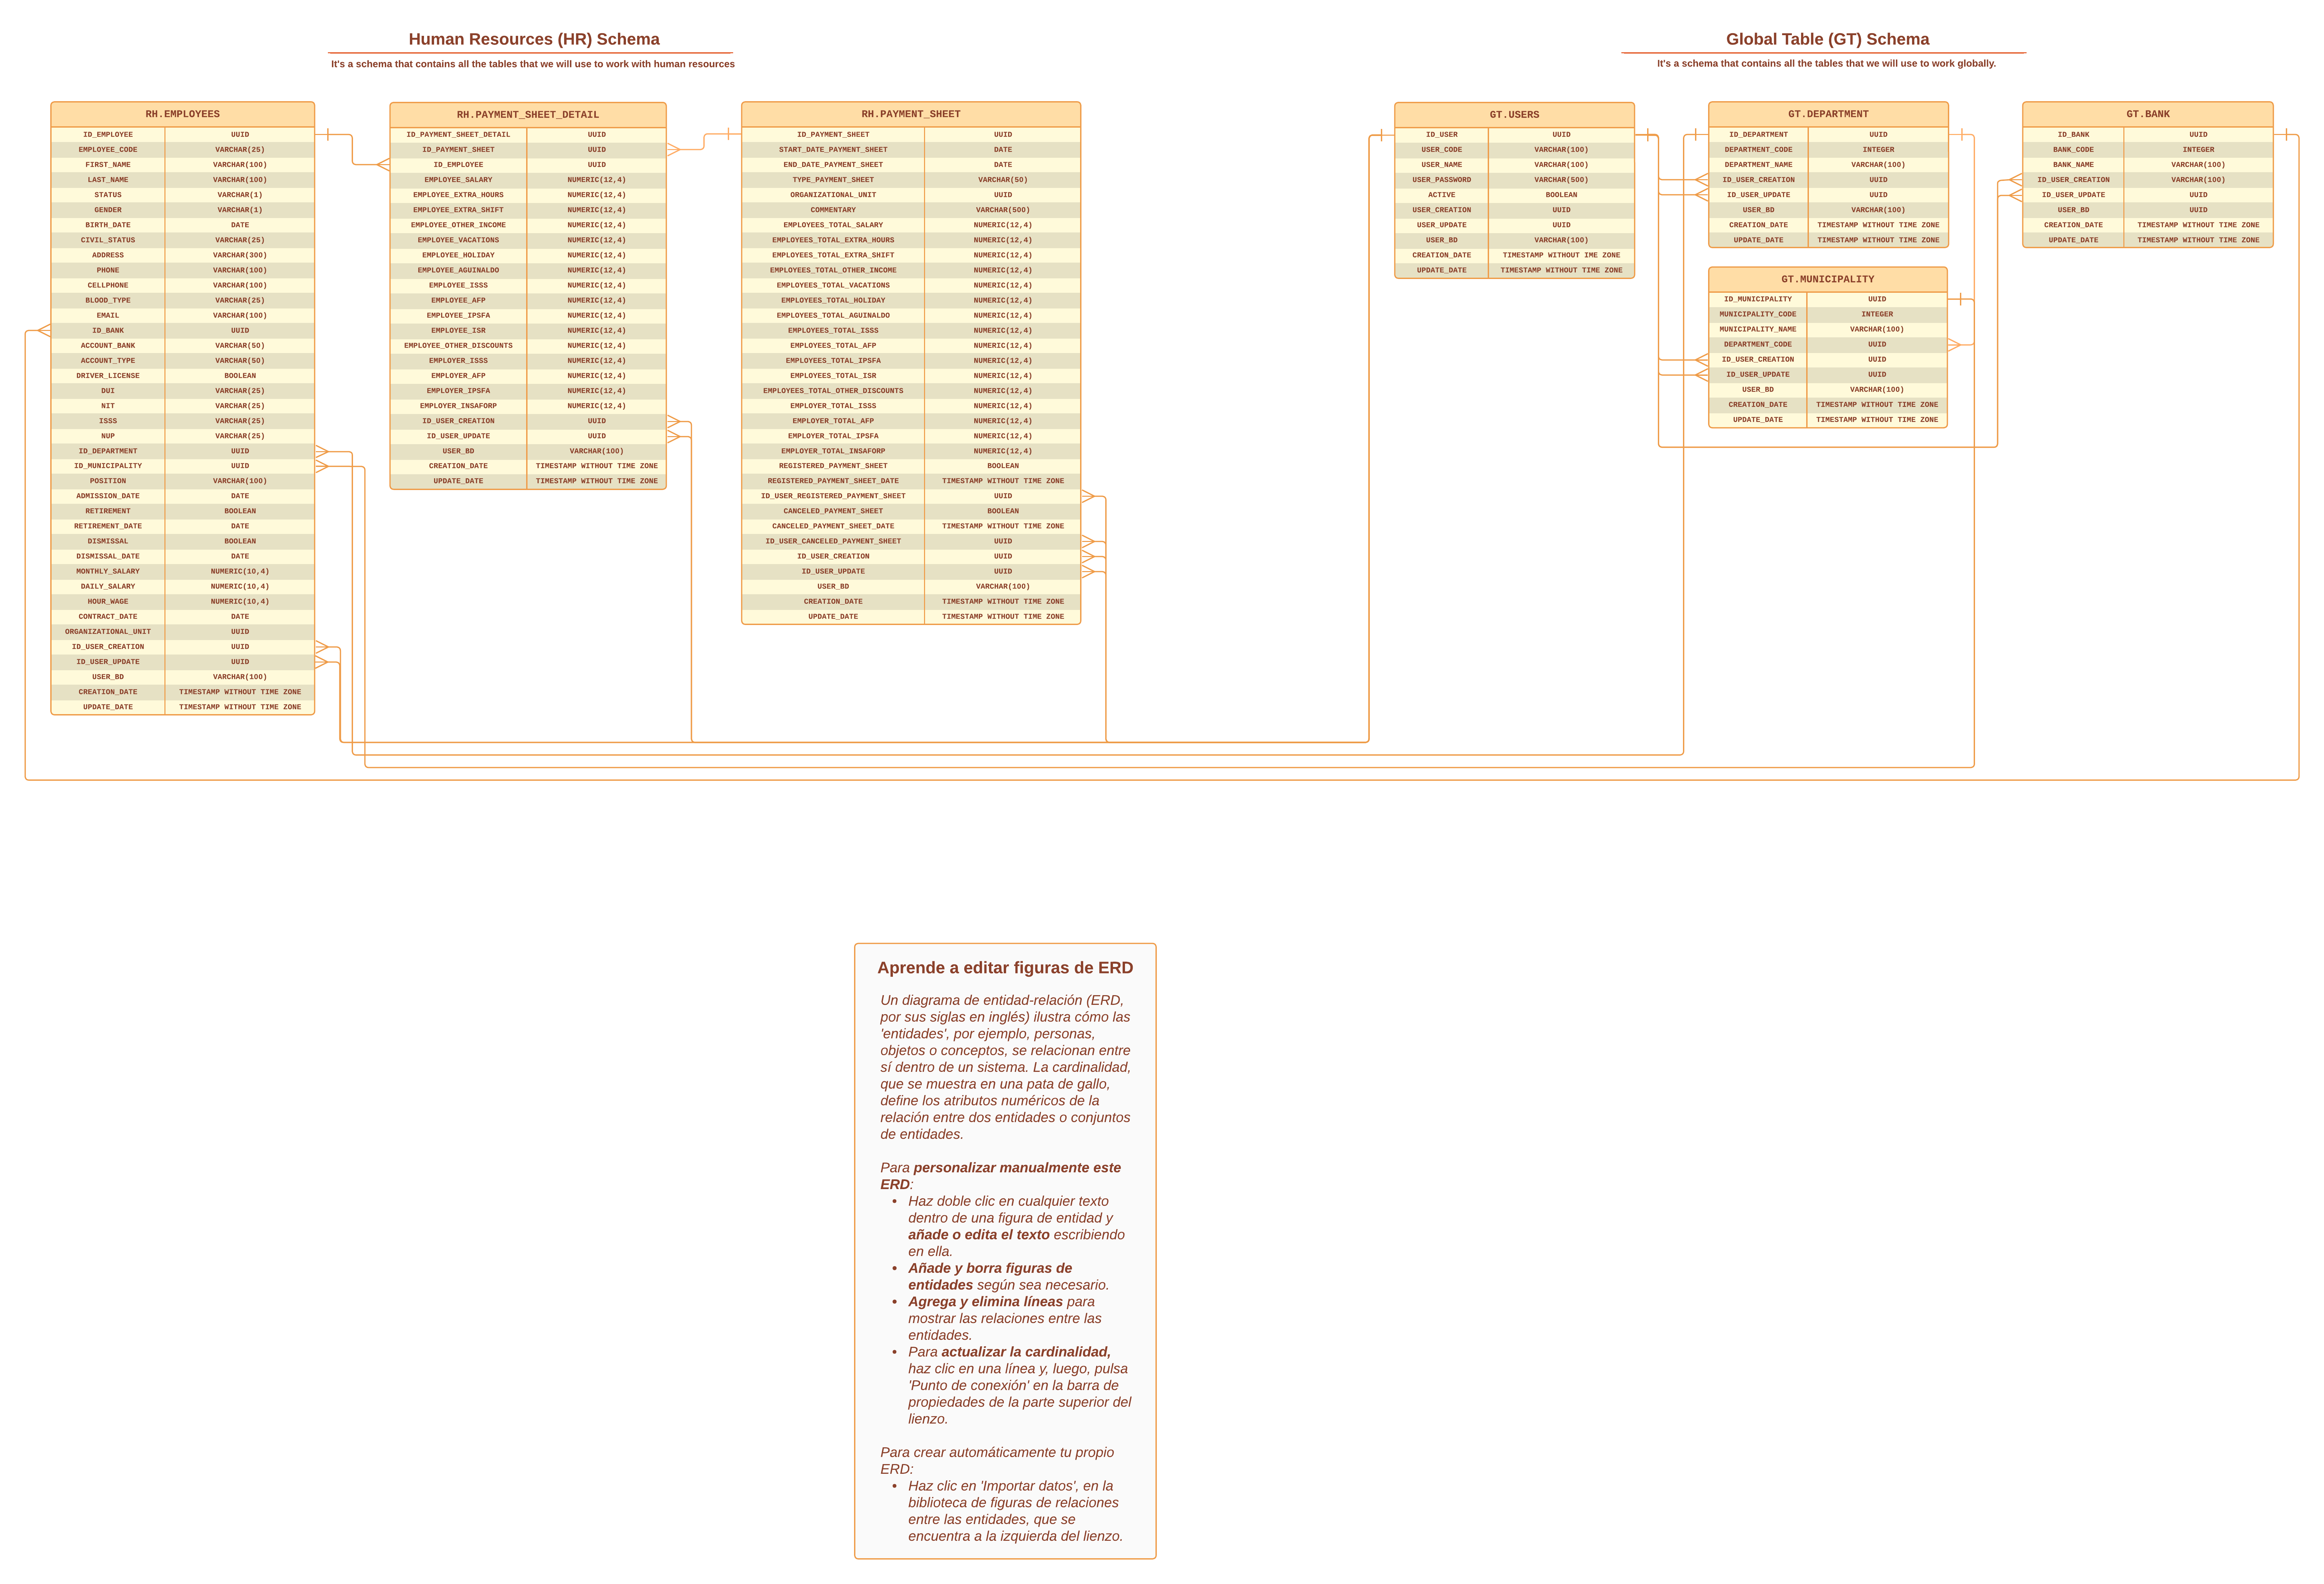 Human Resources (HR) Schema
It's a schema that contains all the tables that we will use to work with human resources
Global Table (GT) Schema
It's a schema that contains all the tables that we will use to work globally.
RH.EMPLOYEES
ID_EMPLOYEE UUID
EMPLOYEE_CODE VARCHAR(25)
FIRST_NAME VARCHAR(100)
LAST_NAME VARCHAR(100)
STATUS VARCHAR(1)
GENDER VARCHAR(1)
BIRTH_DATE DATE
CIVIL_STATUS VARCHAR(25)
ADDRESS VARCHAR(300)
PHONE VARCHAR(100)
CELLPHONE VARCHAR(100)
BLOOD_TYPE VARCHAR(25)
EMAIL VARCHAR(100)
ID_BANK UUID
ACCOUNT_BANK VARCHAR(50)
ACCOUNT_TYPE VARCHAR(50)
DRIVER_LICENSE BOOLEAN
DUI VARCHAR(25)
NIT VARCHAR(25)
ISSS VARCHAR(25)
NUP VARCHAR(25)
ID_DEPARTMENT UUID
ID_MUNICIPALITY UUID
POSITION VARCHAR(100)
ADMISSION_DATE DATE
RETIREMENT BOOLEAN
RETIREMENT_DATE DATE
DISMISSAL BOOLEAN
DISMISSAL_DATE DATE
MONTHLY_SALARY NUMERIC(10,4)
DAILY_SALARY NUMERIC(10,4)
HOUR_WAGE NUMERIC(10,4)
CONTRACT_DATE DATE
ORGANIZATIONAL_UNIT UUID
ID_USER_CREATION UUID
ID_USER_UPDATE UUID
USER_BD VARCHAR(100)
CREATION_DATE TIMESTAMP WITHOUT TIME ZONE
UPDATE_DATE TIMESTAMP WITHOUT TIME ZONE
RH.PAYMENT_SHEET_DETAIL
ID_PAYMENT_SHEET_DETAIL UUID
ID_PAYMENT_SHEET UUID
ID_EMPLOYEE UUID
EMPLOYEE_SALARY NUMERIC(12,4)
EMPLOYEE_EXTRA_HOURS NUMERIC(12,4)
EMPLOYEE_EXTRA_SHIFT NUMERIC(12,4)
EMPLOYEE_OTHER_INCOME NUMERIC(12,4)
EMPLOYEE_VACATIONS NUMERIC(12,4)
EMPLOYEE_HOLIDAY NUMERIC(12,4)
EMPLOYEE_AGUINALDO NUMERIC(12,4)
EMPLOYEE_ISSS NUMERIC(12,4)
EMPLOYEE_AFP NUMERIC(12,4)
EMPLOYEE_IPSFA NUMERIC(12,4)
EMPLOYEE_ISR NUMERIC(12,4)
EMPLOYEE_OTHER_DISCOUNTS NUMERIC(12,4)
EMPLOYER_ISSS NUMERIC(12,4)
EMPLOYER_AFP NUMERIC(12,4)
EMPLOYER_IPSFA NUMERIC(12,4)
EMPLOYER_INSAFORP NUMERIC(12,4)
ID_USER_CREATION UUID
ID_USER_UPDATE UUID
USER_BD VARCHAR(100)
CREATION_DATE TIMESTAMP WITHOUT TIME ZONE
UPDATE_DATE TIMESTAMP WITHOUT TIME ZONE
RH.PAYMENT_SHEET
ID_PAYMENT_SHEET UUID
START_DATE_PAYMENT_SHEET DATE
END_DATE_PAYMENT_SHEET DATE
TYPE_PAYMENT_SHEET VARCHAR(50)
ORGANIZATIONAL_UNIT UUID
COMMENTARY VARCHAR(500)
EMPLOYEES_TOTAL_SALARY NUMERIC(12,4)
EMPLOYEES_TOTAL_EXTRA_HOURS NUMERIC(12,4)
EMPLOYEES_TOTAL_EXTRA_SHIFT NUMERIC(12,4)
EMPLOYEES_TOTAL_OTHER_INCOME NUMERIC(12,4)
EMPLOYEES_TOTAL_VACATIONS NUMERIC(12,4)
EMPLOYEES_TOTAL_HOLIDAY NUMERIC(12,4)
EMPLOYEES_TOTAL_AGUINALDO NUMERIC(12,4)
EMPLOYEES_TOTAL_ISSS NUMERIC(12,4)
EMPLOYEES_TOTAL_AFP NUMERIC(12,4)
EMPLOYEES_TOTAL_IPSFA NUMERIC(12,4)
EMPLOYEES_TOTAL_ISR NUMERIC(12,4)
EMPLOYEES_TOTAL_OTHER_DISCOUNTS NUMERIC(12,4)
EMPLOYER_TOTAL_ISSS NUMERIC(12,4)
EMPLOYER_TOTAL_AFP NUMERIC(12,4)
EMPLOYER_TOTAL_IPSFA NUMERIC(12,4)
EMPLOYER_TOTAL_INSAFORP NUMERIC(12,4)
REGISTERED_PAYMENT_SHEET BOOLEAN
REGISTERED_PAYMENT_SHEET_DATE TIMESTAMP WITHOUT TIME ZONE
ID_USER_REGISTERED_PAYMENT_SHEET UUID
CANCELED_PAYMENT_SHEET BOOLEAN
CANCELED_PAYMENT_SHEET_DATE TIMESTAMP WITHOUT TIME ZONE
ID_USER_CANCELED_PAYMENT_SHEET UUID
ID_USER_CREATION UUID
ID_USER_UPDATE UUID
USER_BD VARCHAR(100)
CREATION_DATE TIMESTAMP WITHOUT TIME ZONE
UPDATE_DATE TIMESTAMP WITHOUT TIME ZONE
GT.USERS
ID_USER UUID
USER_CODE VARCHAR(100)
USER_NAME VARCHAR(100)
USER_PASSWORD VARCHAR(500)
ACTIVE BOOLEAN
USER_CREATION UUID
USER_UPDATE UUID
USER_BD VARCHAR(100)
CREATION_DATE TIMESTAMP WITHOUT IME ZONE
UPDATE_DATE TIMESTAMP WITHOUT TIME ZONE
GT.DEPARTMENT
ID_DEPARTMENT UUID
DEPARTMENT_CODE INTEGER
DEPARTMENT_NAME VARCHAR(100)
ID_USER_CREATION UUID
ID_USER_UPDATE UUID
USER_BD VARCHAR(100)
CREATION_DATE TIMESTAMP WITHOUT TIME ZONE
UPDATE_DATE TIMESTAMP WITHOUT TIME ZONE
GT.MUNICIPALITY
ID_MUNICIPALITY UUID
MUNICIPALITY_CODE INTEGER
MUNICIPALITY_NAME VARCHAR(100)
DEPARTMENT_CODE UUID
ID_USER_CREATION UUID
ID_USER_UPDATE UUID
USER_BD VARCHAR(100)
CREATION_DATE TIMESTAMP WITHOUT TIME ZONE
UPDATE_DATE TIMESTAMP WITHOUT TIME ZONE
GT.BANK
ID_BANK UUID
BANK_CODE INTEGER
BANK_NAME VARCHAR(100)
ID_USER_CREATION VARCHAR(100)
ID_USER_UPDATE UUID
USER_BD UUID
CREATION_DATE TIMESTAMP WITHOUT TIME ZONE
UPDATE_DATE TIMESTAMP WITHOUT TIME ZONE
Aprende a editar figuras de ERD
Un diagrama de entidad-relación (ERD,
por sus siglas en inglés) ilustra cómo las
'entidades', por ejemplo, personas,
objetos o conceptos, se relacionan entre
sí dentro de un sistema. La cardinalidad,
que se muestra en una pata de gallo,
define los atributos numéricos de la
relación entre dos entidades o conjuntos
de entidades.
Para personalizar manualmente este
ERD:
• Haz doble clic en cualquier texto
dentro de una figura de entidad y
añade o edita el texto escribiendo
en ella.
• Añade y borra figuras de
entidades según sea necesario.
• Agrega y elimina líneas para
mostrar las relaciones entre las
entidades.
• Para actualizar la cardinalidad,
haz clic en una línea y, luego, pulsa
'Punto de conexión' en la barra de
propiedades de la parte superior del
lienzo.
Para crear automáticamente tu propio
ERD:
• Haz clic en 'Importar datos', en la
biblioteca de figuras de relaciones
entre las entidades, que se
encuentra a la izquierda del lienzo.